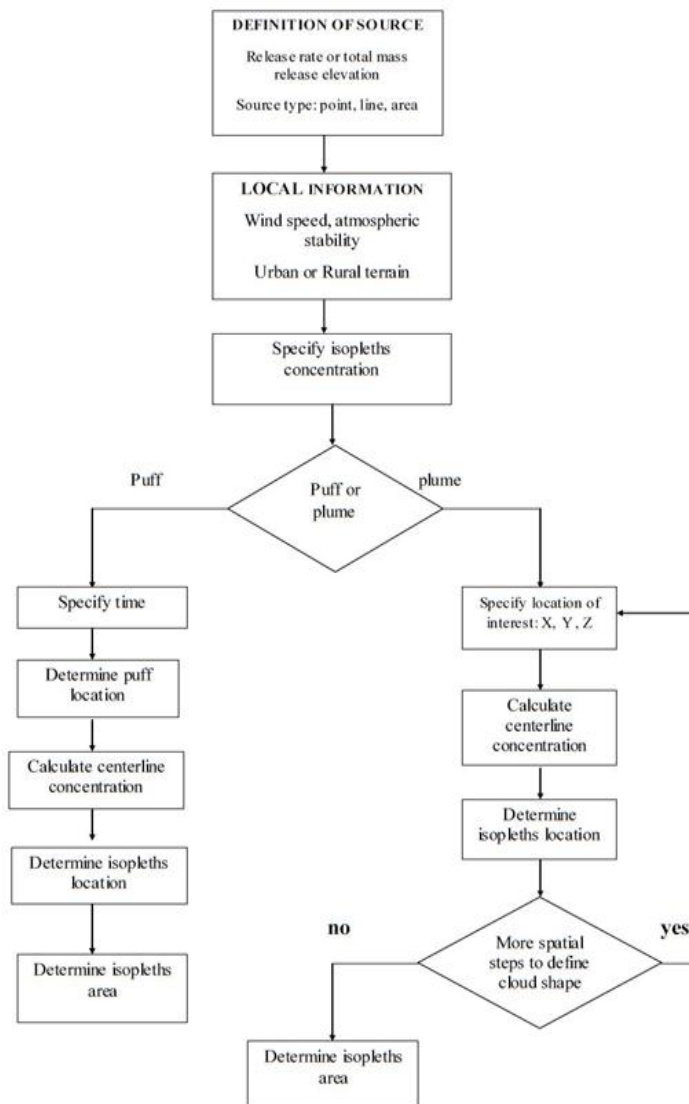 DEFINITION OF SOURCE
Release rate or total mass
release elevation
Source type: point, line, area
LOCAL INFORMATION
Wind speed, atmospheric
stability
Urban or Rural terrain
Specify isopleths
concentration
Puff
Puff or
plume
plume
Specify time
Determine puff
location
Calculate centerline
concentration
Determine isopleths
location
Determine isopleths
area
Specify location of
interest: X, Y, Z
Calculate
centerline
concentration
Determine
isopleths location
no
More spatial
steps to define
cloud shape
yes
Determine isopleths
area